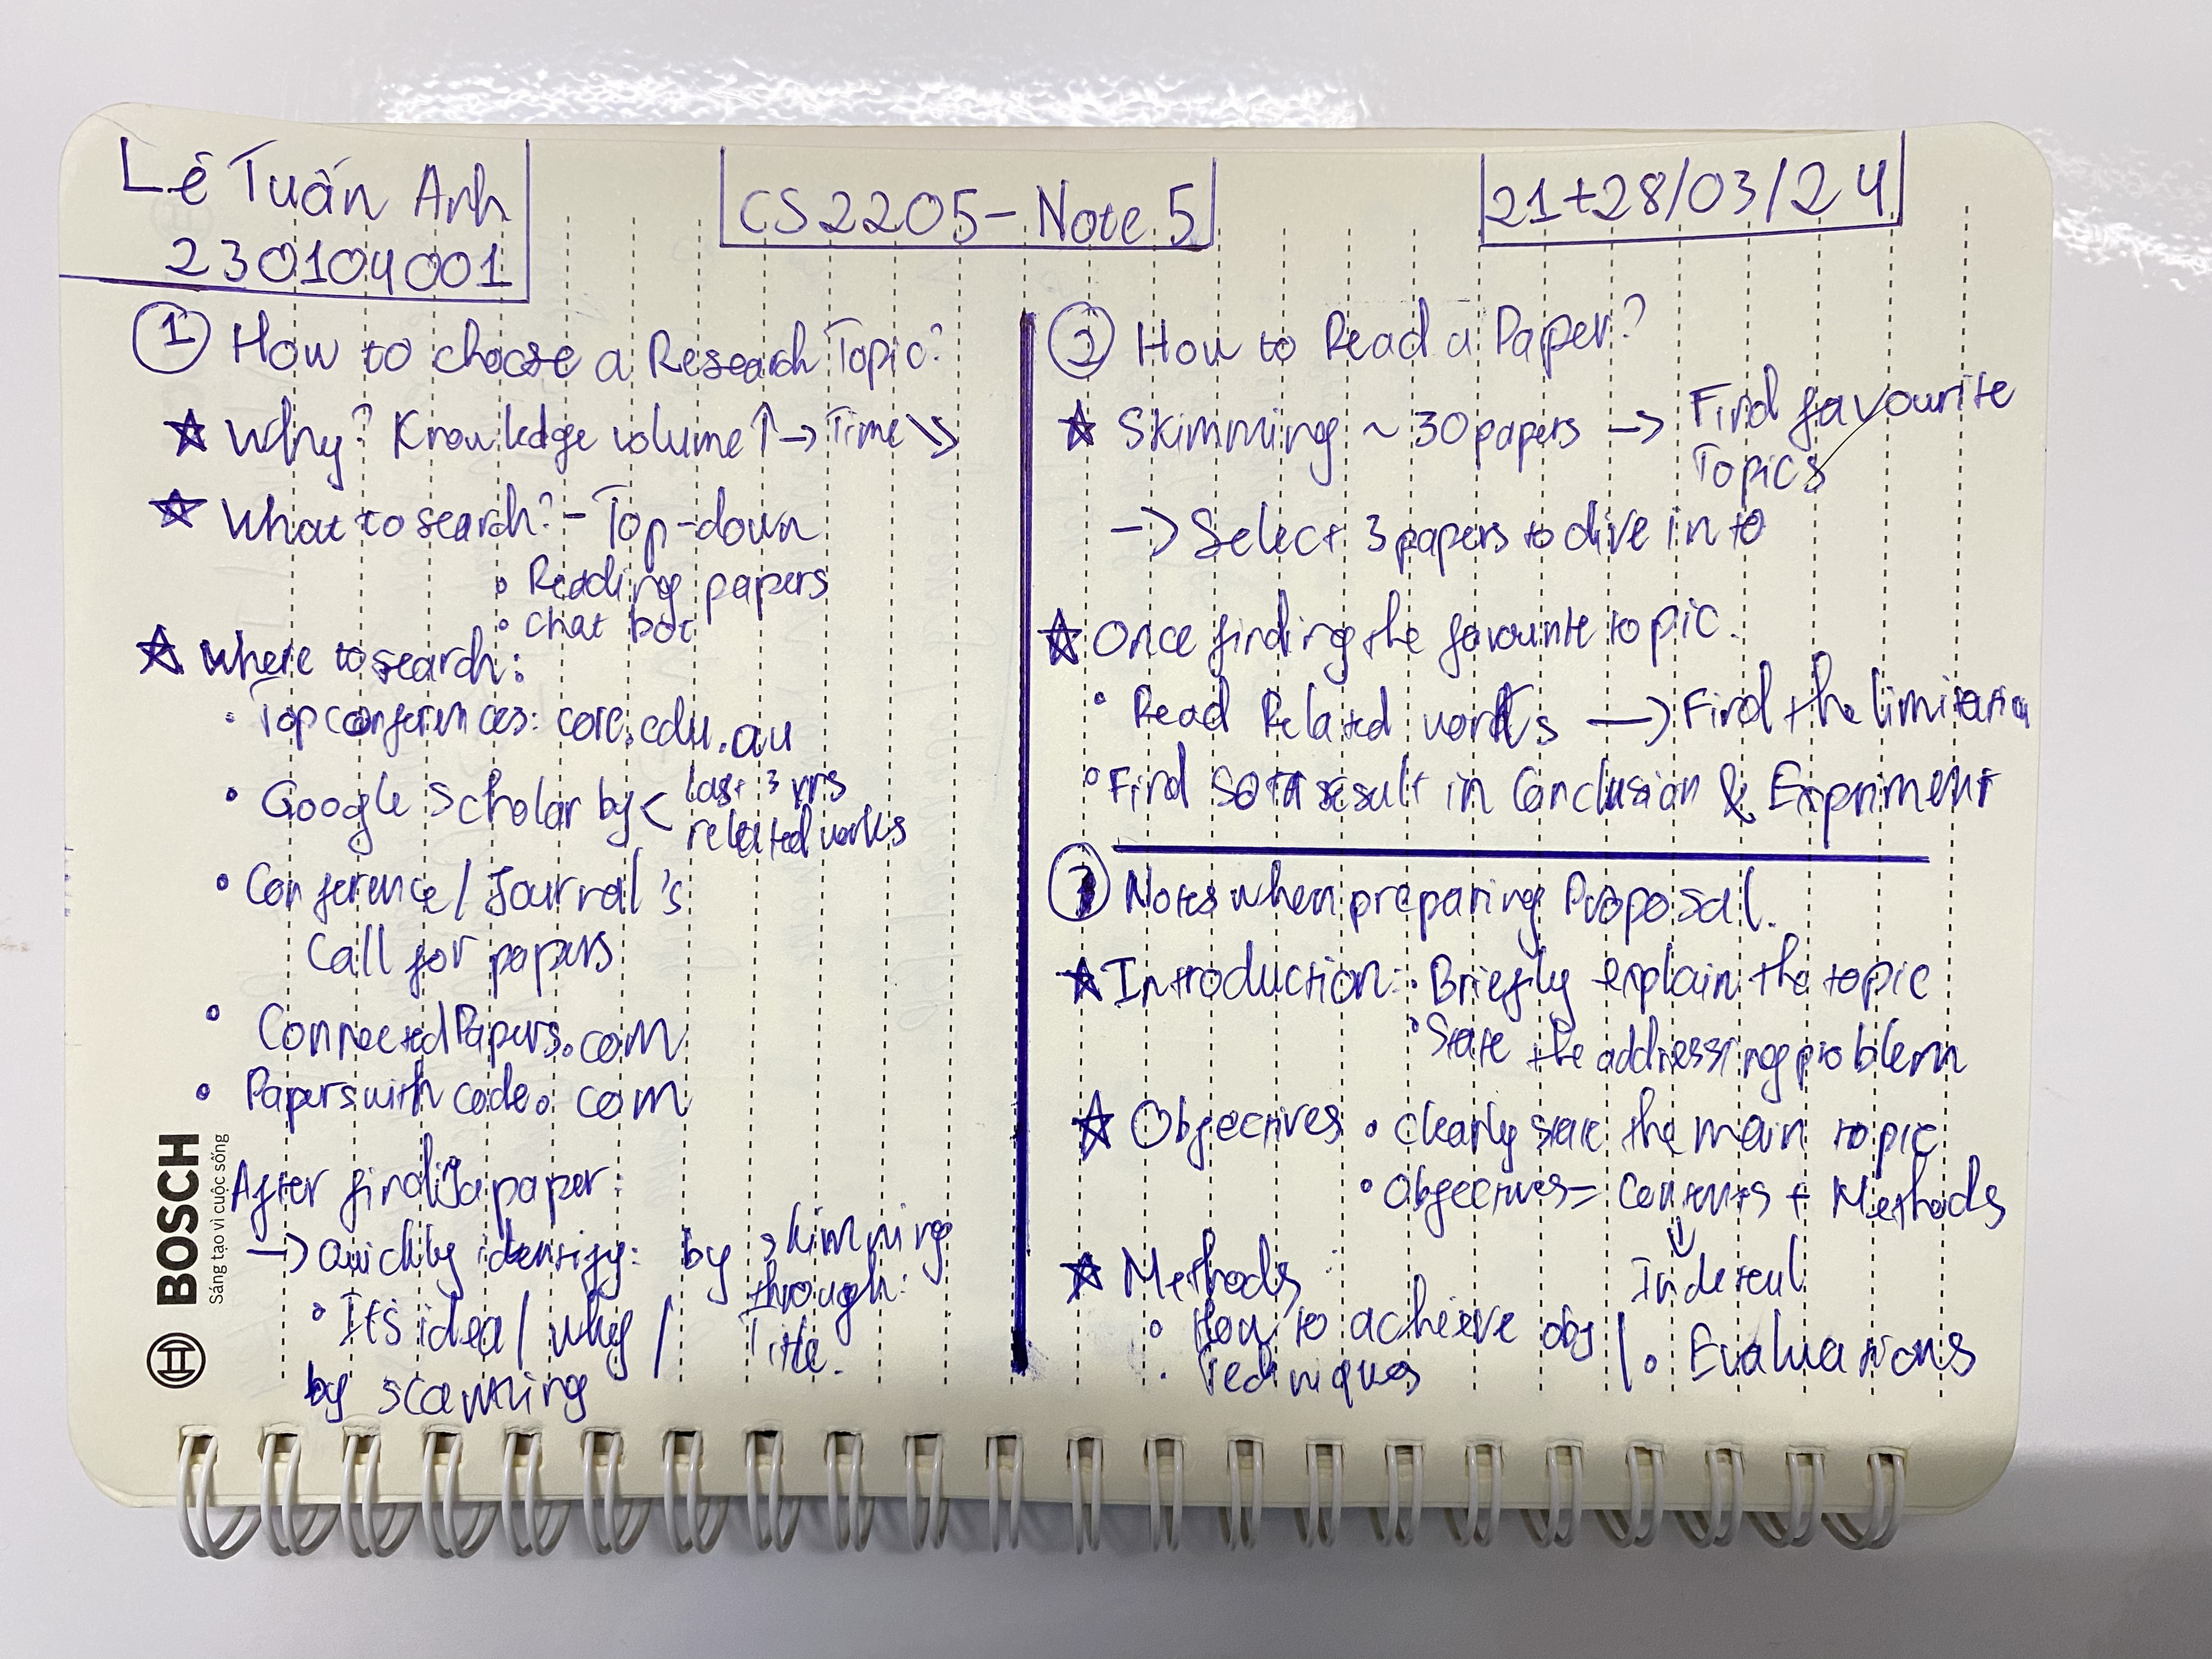 Lê Tuấn Anh
230104001
CS2205 - Note 5
21+28/03/24
① How to choose a Research Topic?
☆ Why? Knowledge volume ↑ → Time ↘
☆ What to search? - Top-down
• Reading papers
• Chat bot
☆ Where to search:
• Top conferences: core.edu.au
• Google Scholar by < last 3 yrs
related works
• Conference / Journal's
Call for papers
• ConnectedPapers.com
• Paperswithcode.com
After finding a paper:
→ Quickly identify: by skimming
through:
• It's idea / why / Title.
by scanning
BOSCH
Sáng tạo vì cuộc sống
② How to Read a Paper?
☆ Skimming ~ 30 papers → Find favourite
Topics
→ Select 3 papers to dive in to
☆ Once finding the favourite topic.
• Read Related works → Find the limitation
• Find SOTA result in Conclusion & Expriment
③ Notes when preparing Proposal.
☆ Introduction: • Briefly explain the topic
• State the addressing problem
☆ Objectives • Clearly state the main topic
• Objectives = Contents + Methods
↓
In detail
☆ Methods:
• How to achieve obj | • Evaluations
• Techniques